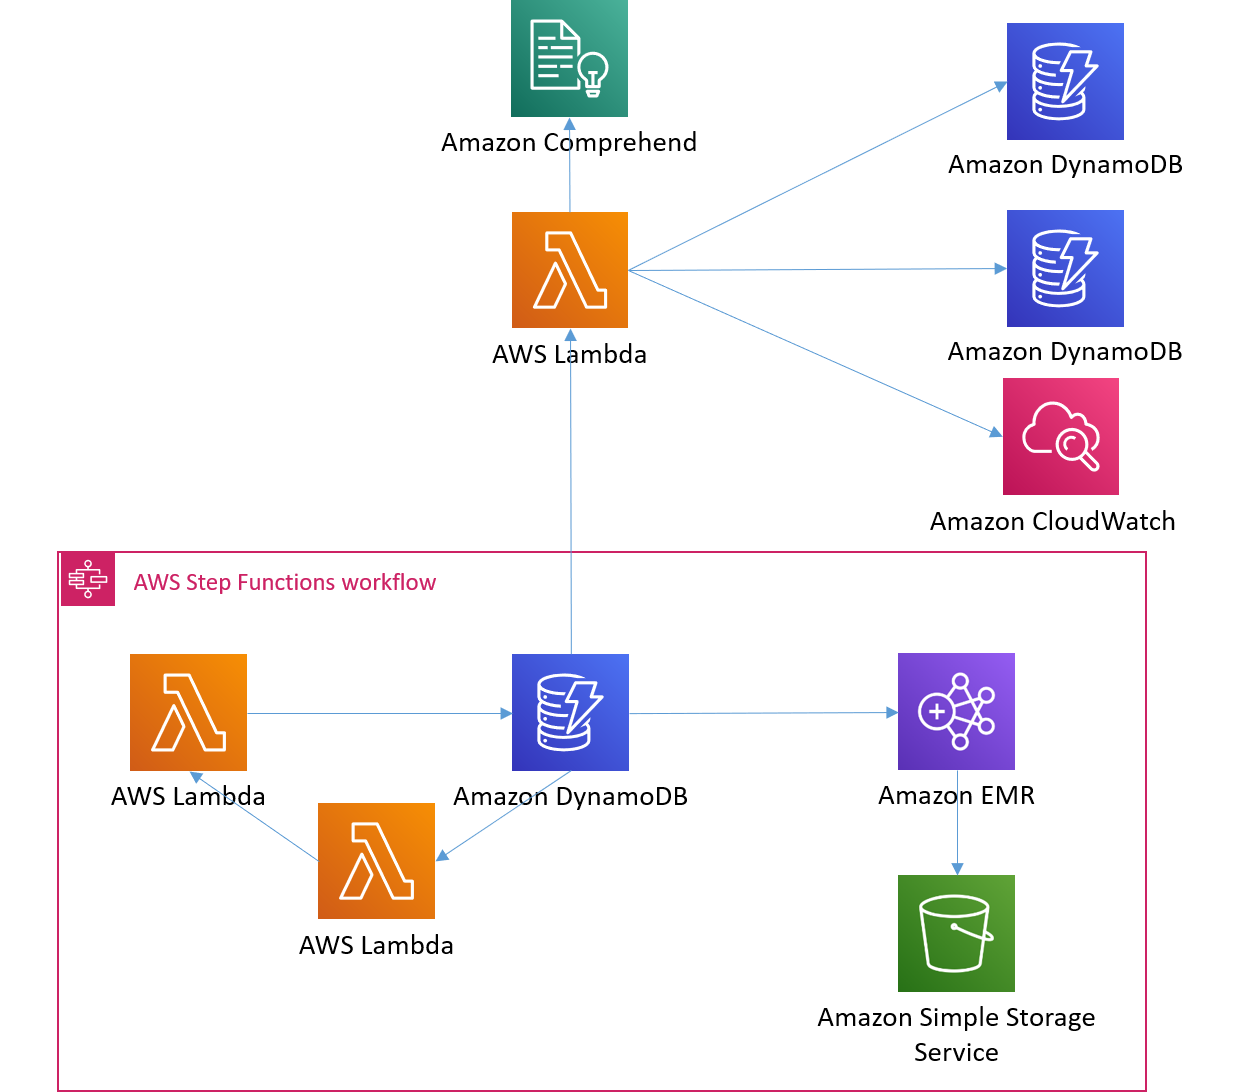 Amazon Comprehend
Amazon DynamoDB
AWS Lambda
Amazon DynamoDB
Amazon CloudWatch
AWS Step Functions workflow
AWS Lambda
Amazon DynamoDB
Amazon EMR
AWS Lambda
Amazon Simple Storage
Service